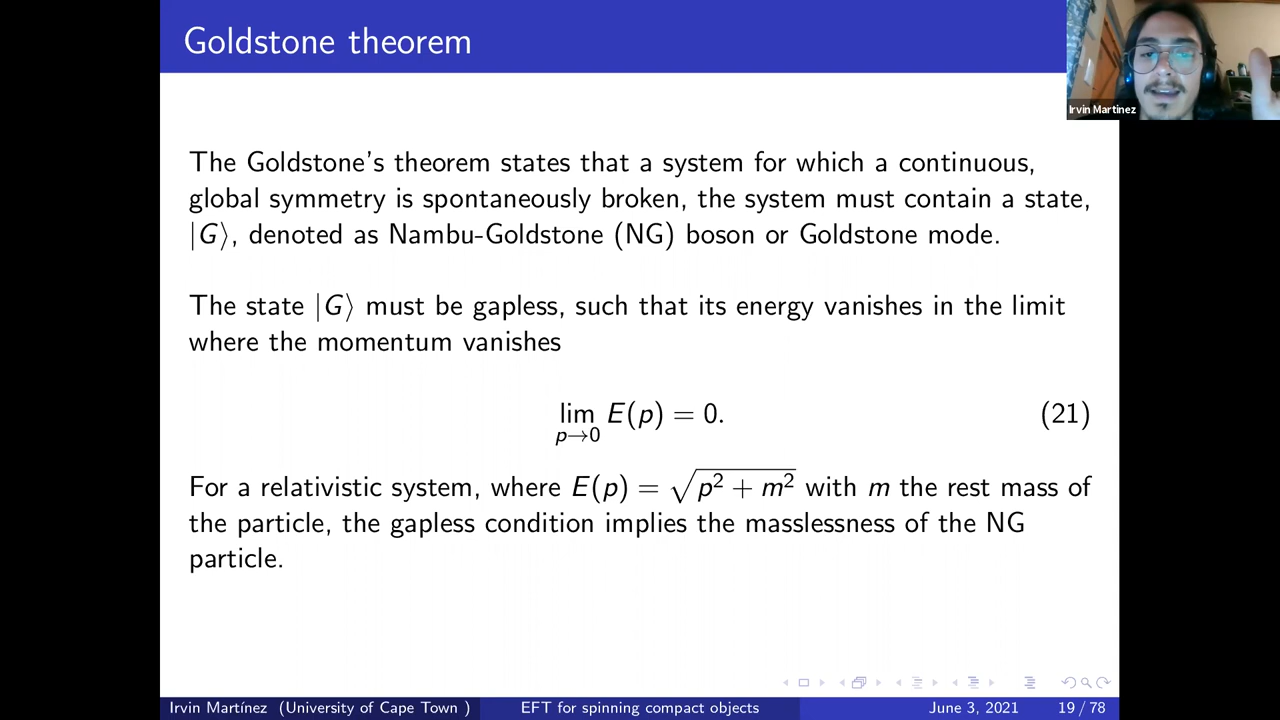 Goldstone theorem
Irvin Martinez
The Goldstone's theorem states that a system for which a continuous,
global symmetry is spontaneously broken, the system must contain a state,
|G⟩, denoted as Nambu-Goldstone (NG) boson or Goldstone mode.
The state |G⟩ must be gapless, such that its energy vanishes in the limit
where the momentum vanishes
lim_{p→0} E(p) = 0. (21)
For a relativistic system, where E(p) = √(p² + m²) with m the rest mass of
the particle, the gapless condition implies the masslessness of the NG
particle.
Irvin Martínez (University of Cape Town ) EFT for spinning compact objects June 3, 2021 19 / 78